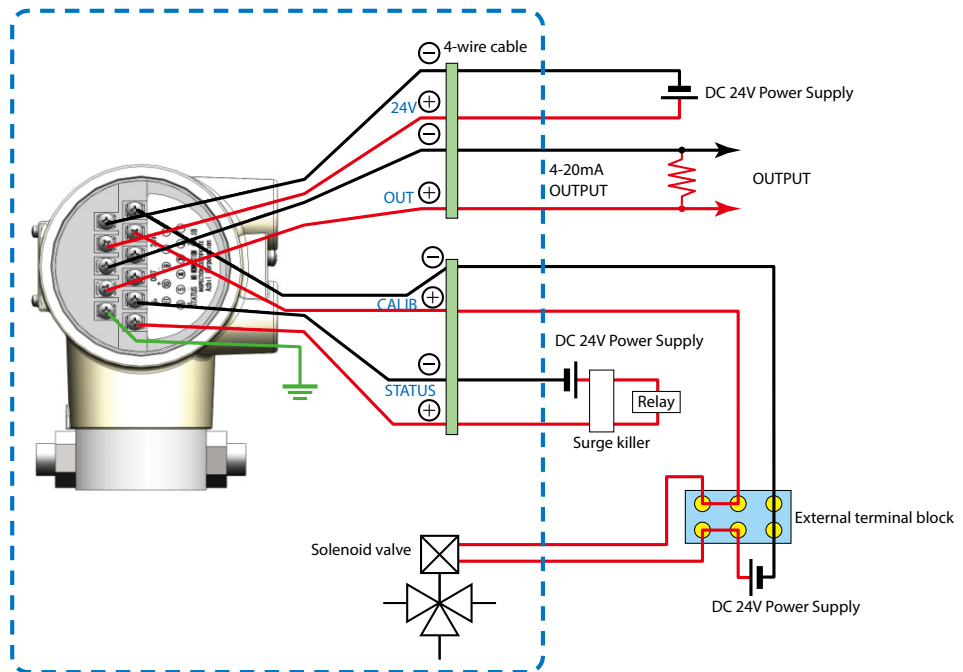 4-wire cable
24V
DC 24V Power Supply
4-20mA
OUTPUT
OUTPUT
OUT
CALIB
DC 24V Power Supply
STATUS
Relay
Surge killer
External terminal block
Solenoid valve
DC 24V Power Supply